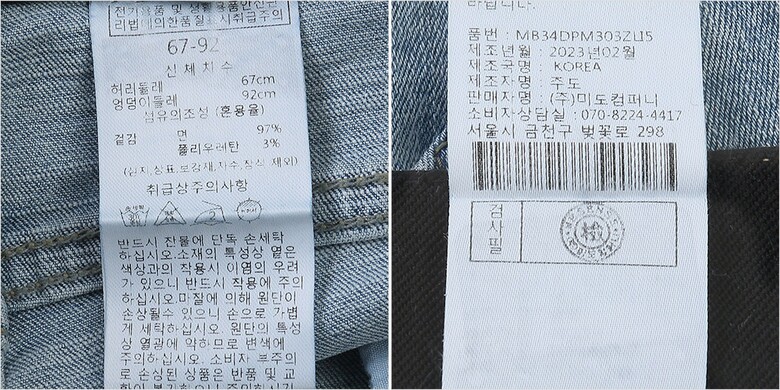 전기용품 및 생활용품안전관리
리법에의한품질표시취급주의
67-92
신체치수
허리둘레 67cm
엉덩이둘레 92cm
섬유의조성 (혼용율)
겉감 면 97%
폴리우레탄 3%
(심지,상표,보강재,자수,장식 제외)
취급상주의사항
반드시 찬물에 단독 손세탁
하십시오.소재의 특성상 옅은
색상과의 착용시 이염의 우려
가 있으니 반드시 착용에 주의
하십시오.마찰에 의해 원단이
손상될수 있으니 손으로 가볍
게 세탁하십시오. 원단의 특성
상 열광에 약하므로 변색에
주의하십시오. 소비자 부주의
로 손상된 상품은 반품 및 교
바랍니다.
품번 : MB34DPM303ZU5
제조년월 : 2023년02월
제조국명 : KOREA
제조자명 : 주도
판매자명 : (주)미도컴퍼니
소비자상담실 : 070-8224-4417
서울시 금천구 벚꽃로 298
검사필